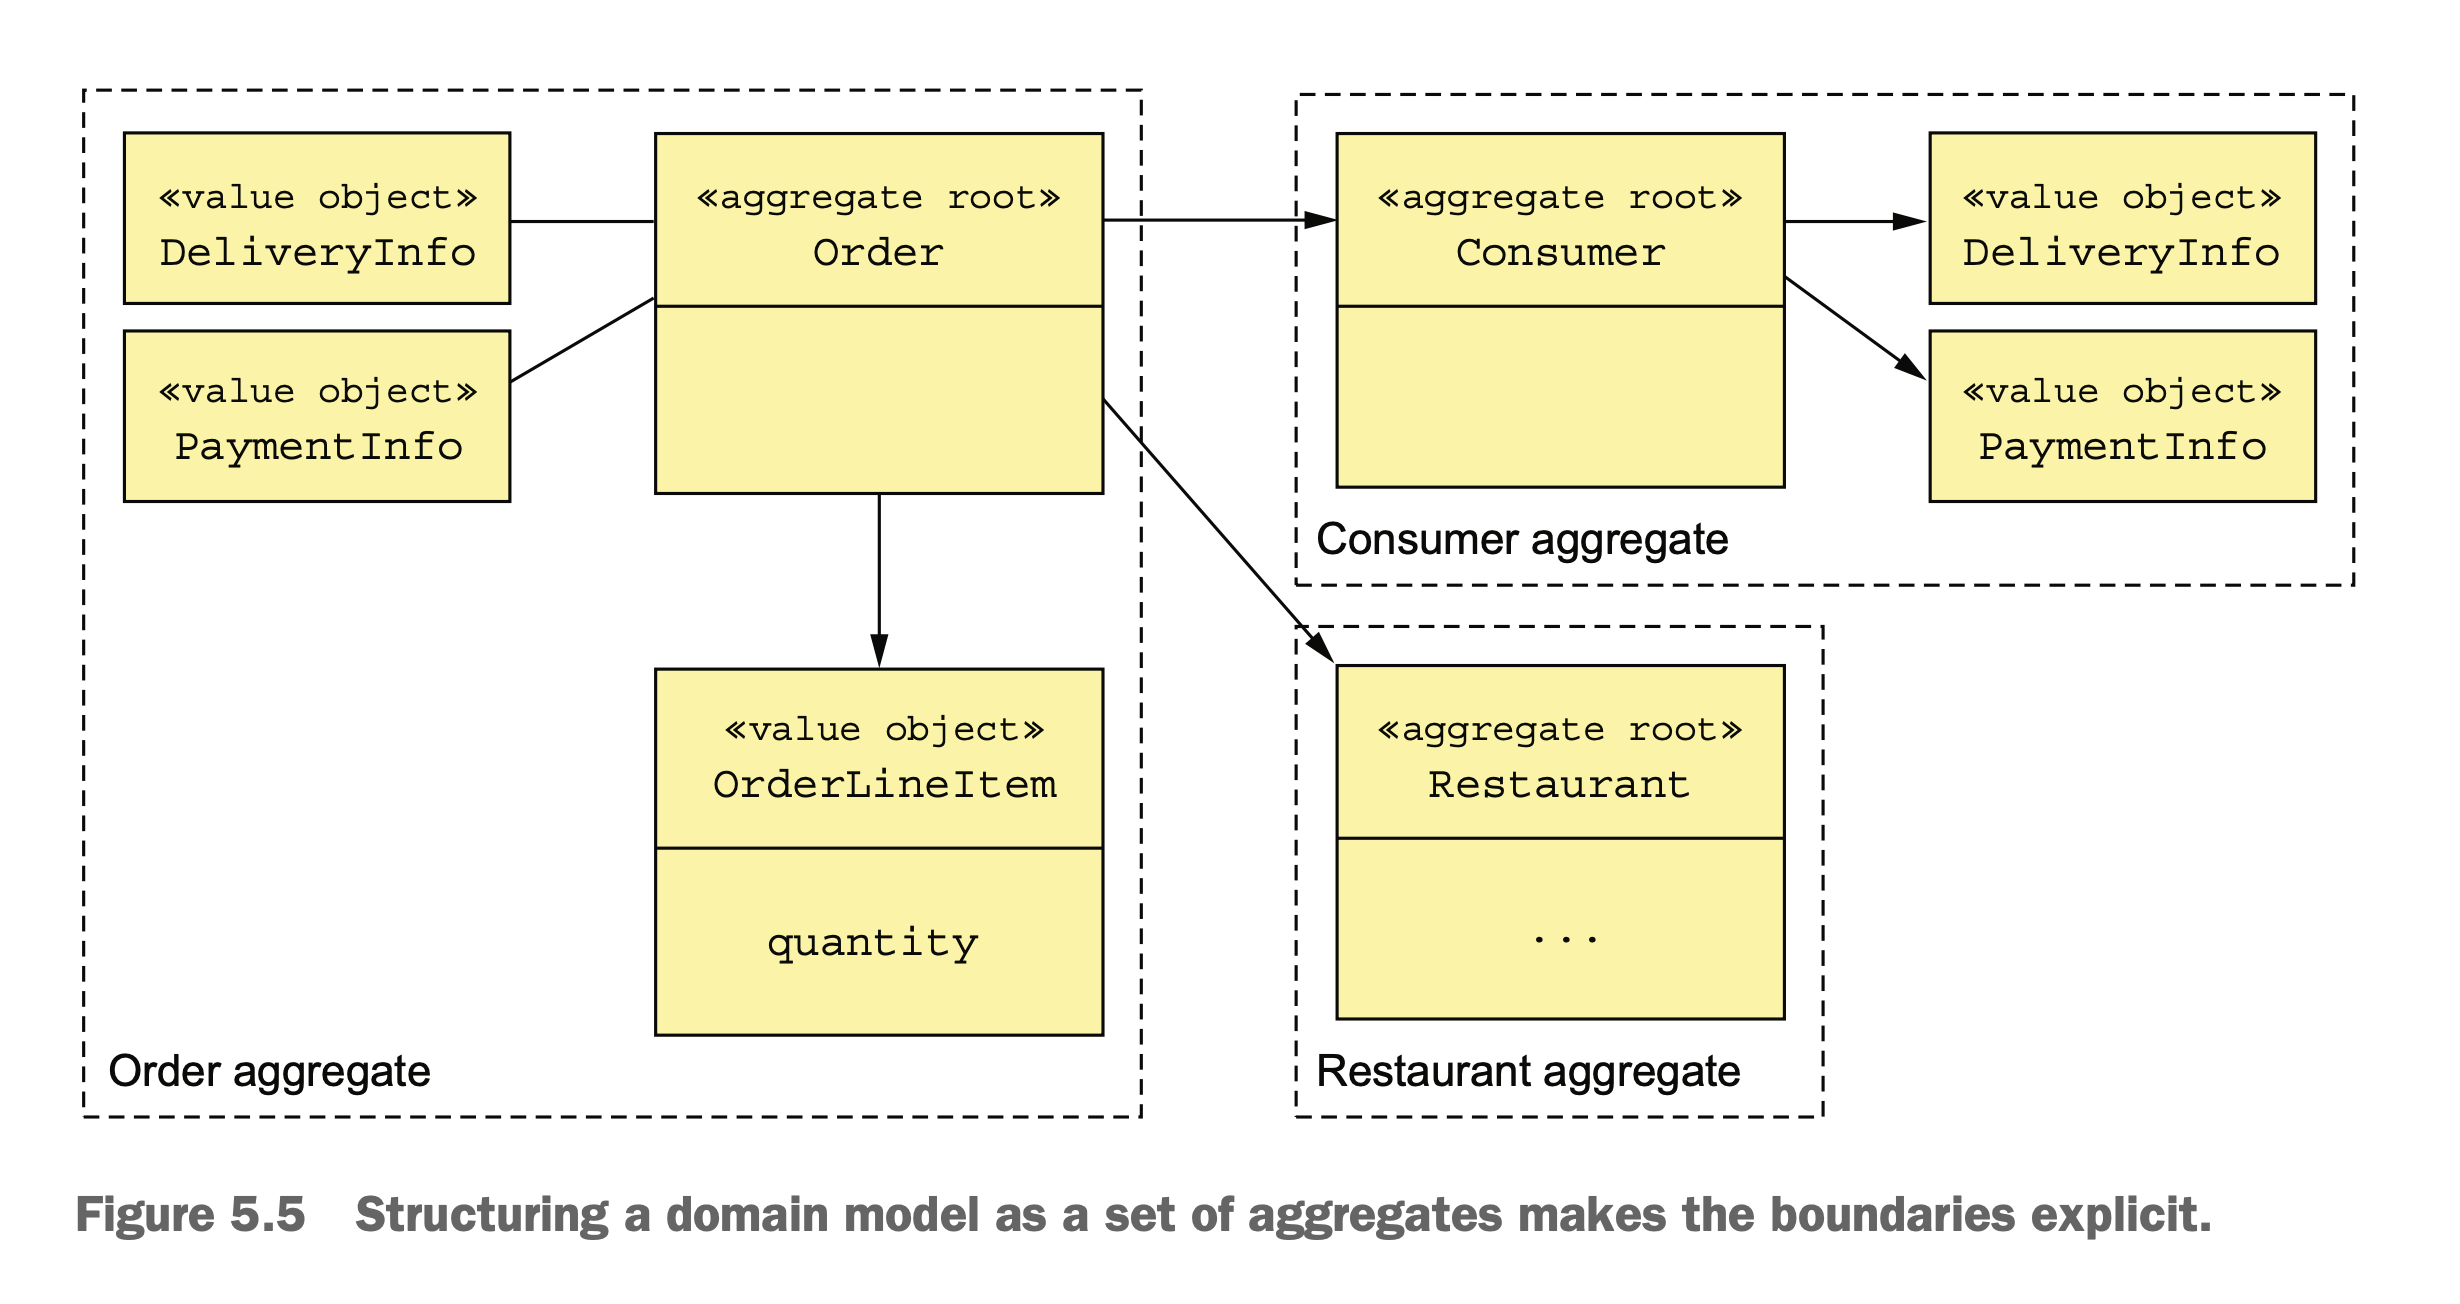 «value object»
DeliveryInfo
«value object»
PaymentInfo
«aggregate root»
Order
«value object»
OrderLineItem
quantity
Order aggregate
«aggregate root»
Consumer
«value object»
DeliveryInfo
«value object»
PaymentInfo
Consumer aggregate
«aggregate root»
Restaurant
...
Restaurant aggregate
Figure 5.5 Structuring a domain model as a set of aggregates makes the boundaries explicit.